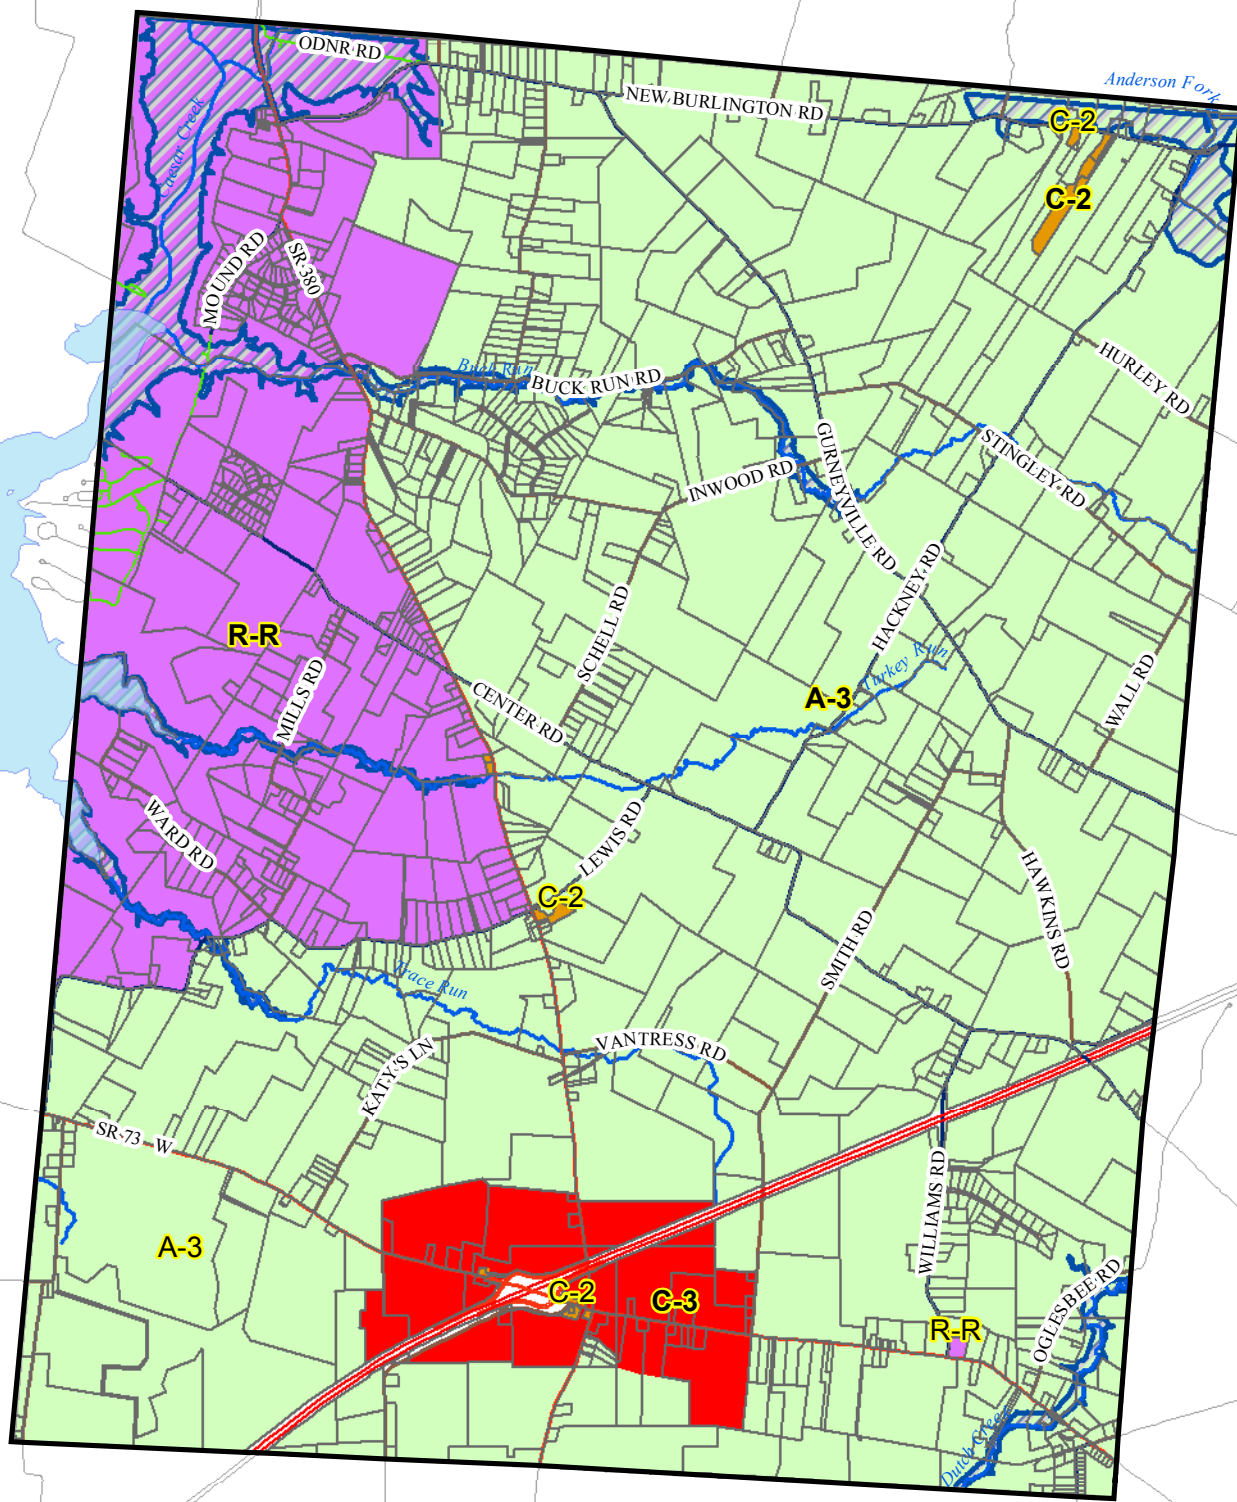 ODNR RD
Anderson Fork
NEW BURLINGTON RD
C-2
Caesar Creek
C-2
MOUND RD
SR-380
HURLEY RD
Buck Run
BUCK RUN RD
GURNEYVILLE RD
STINGLEY RD
INWOOD RD
HACKNEY RD
SCHELL RD
R-R
Turkey Run
MILLS RD
CENTER RD
A-3
WALL RD
WARD RD
LEWIS RD
C-2
HAWKINS RD
SMITH RD
Trace Run
VANTRESS RD
KATY'S LN
SR-73 W
WILLIAMS RD
A-3
OGLESBEE RD
C-2
C-3
R-R
Dutch Creek